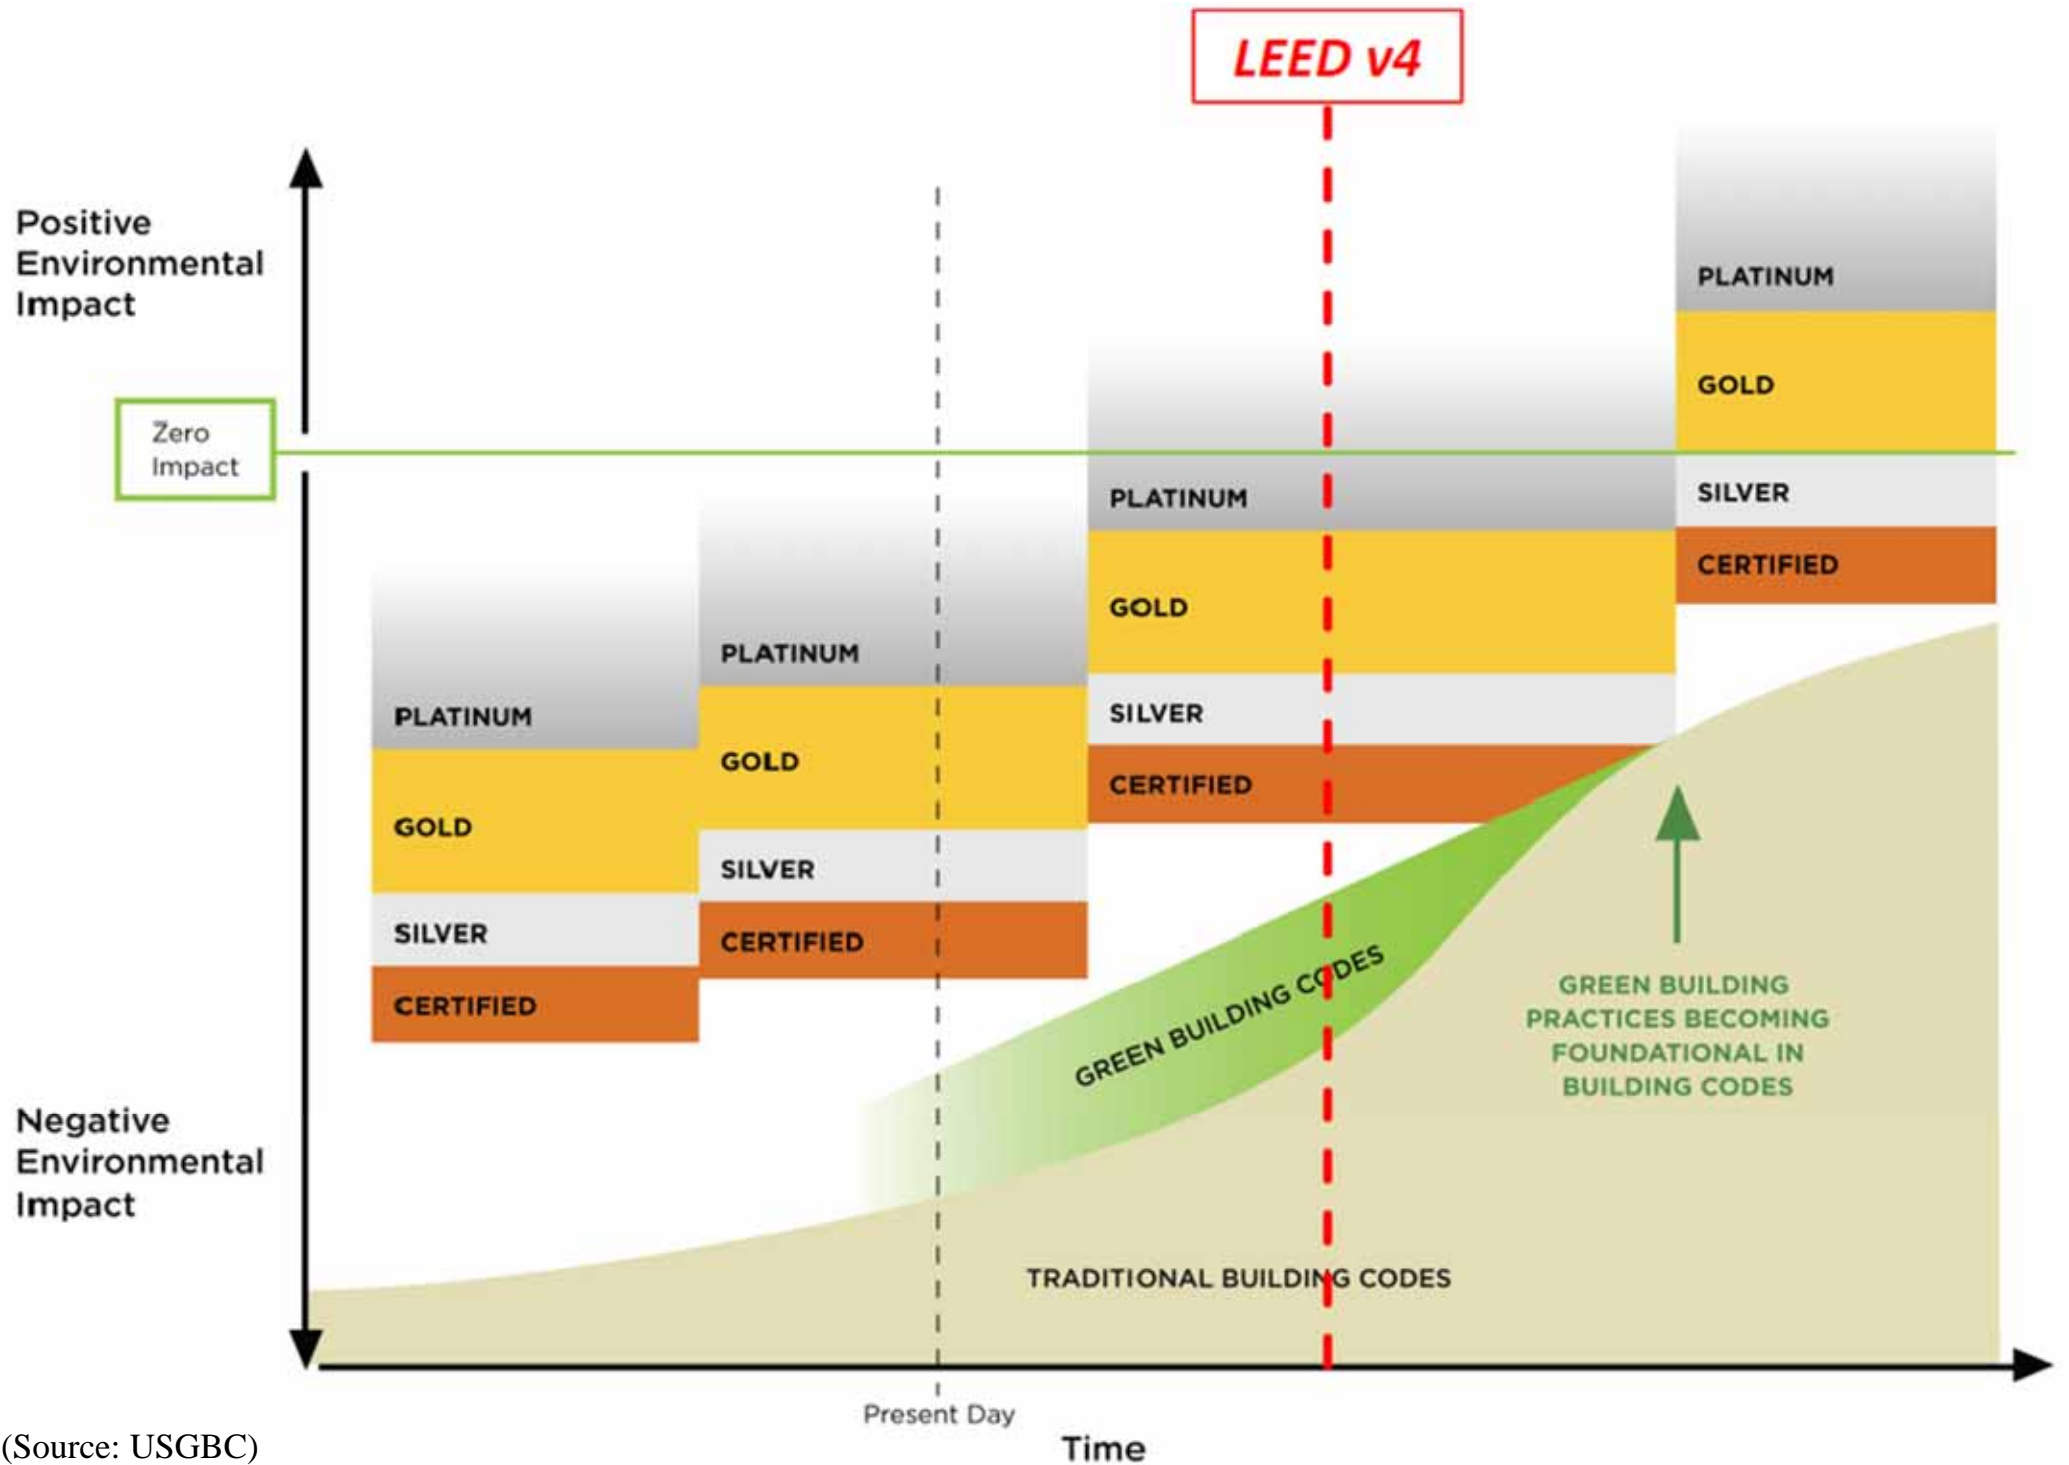 LEED v4
Positive
Environmental
Impact
Zero
Impact
PLATINUM
GOLD
SILVER
CERTIFIED
PLATINUM
GOLD
SILVER
CERTIFIED
PLATINUM
GOLD
SILVER
CERTIFIED
PLATINUM
GOLD
SILVER
CERTIFIED
GREEN BUILDING CODES
GREEN BUILDING
PRACTICES BECOMING
FOUNDATIONAL IN
BUILDING CODES
Negative
Environmental
Impact
TRADITIONAL BUILDING CODES
Present Day
Time
(Source: USGBC)